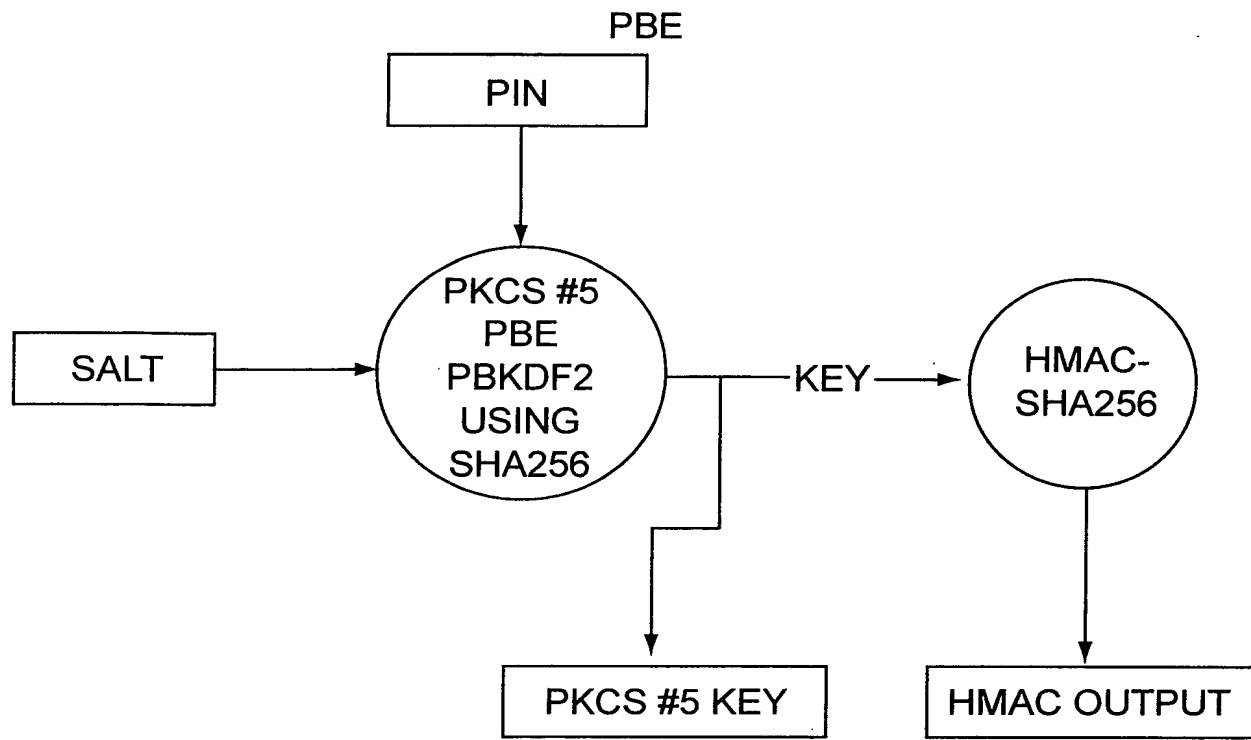 PBE
PIN
SALT
PKCS #5
PBE
PBKDF2
USING
SHA256
KEY
HMAC-
SHA256
PKCS #5 KEY
HMAC OUTPUT